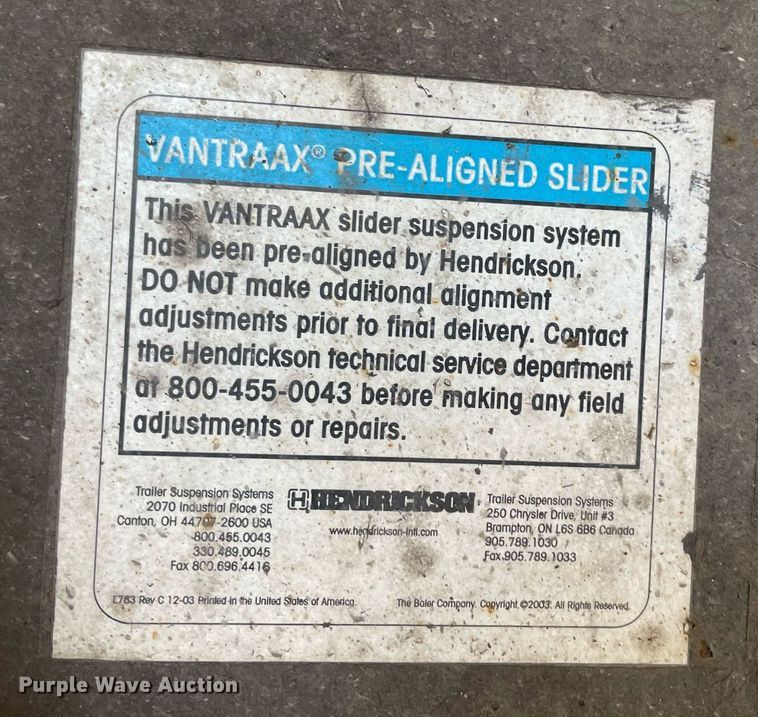 VANTRAAX® PRE-ALIGNED SLIDER
This VANTRAAX slider suspension system
has been pre-aligned by Hendrickson.
DO NOT make additional alignment
adjustments prior to final delivery. Contact
the Hendrickson technical service department
at 800-455-0043 before making any field
adjustments or repairs.
Trailer Suspension Systems
2070 Industrial Place SE
Canton, OH 44707-2600 USA
800.455.0043
330.489.0045
Fax 800.696.4416
H HENDRICKSON
www.hendrickson-intl.com
Trailer Suspension Systems
250 Chrysler Drive, Unit #3
Brampton, ON L6S 6B6 Canada
905.789.1030
Fax 905.789.1033
L783 Rev C 12-03 Printed in the United States of America.
The Boler Company. Copyright ©2003. All Rights Reserved.
Purple Wave Auction